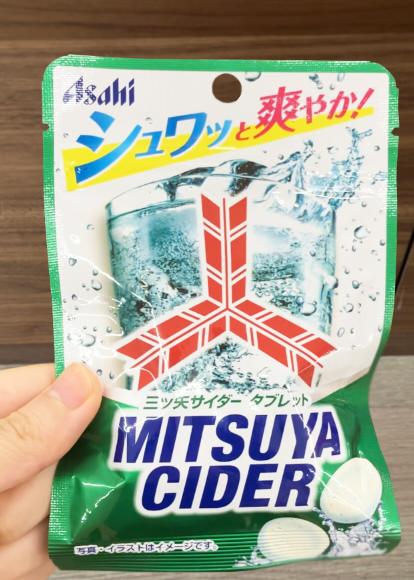 Asahi
シュワッと爽やか!
三ツ矢サイダー タブレット
MITSUYA
CIDER
写真・イラストはイメージです。